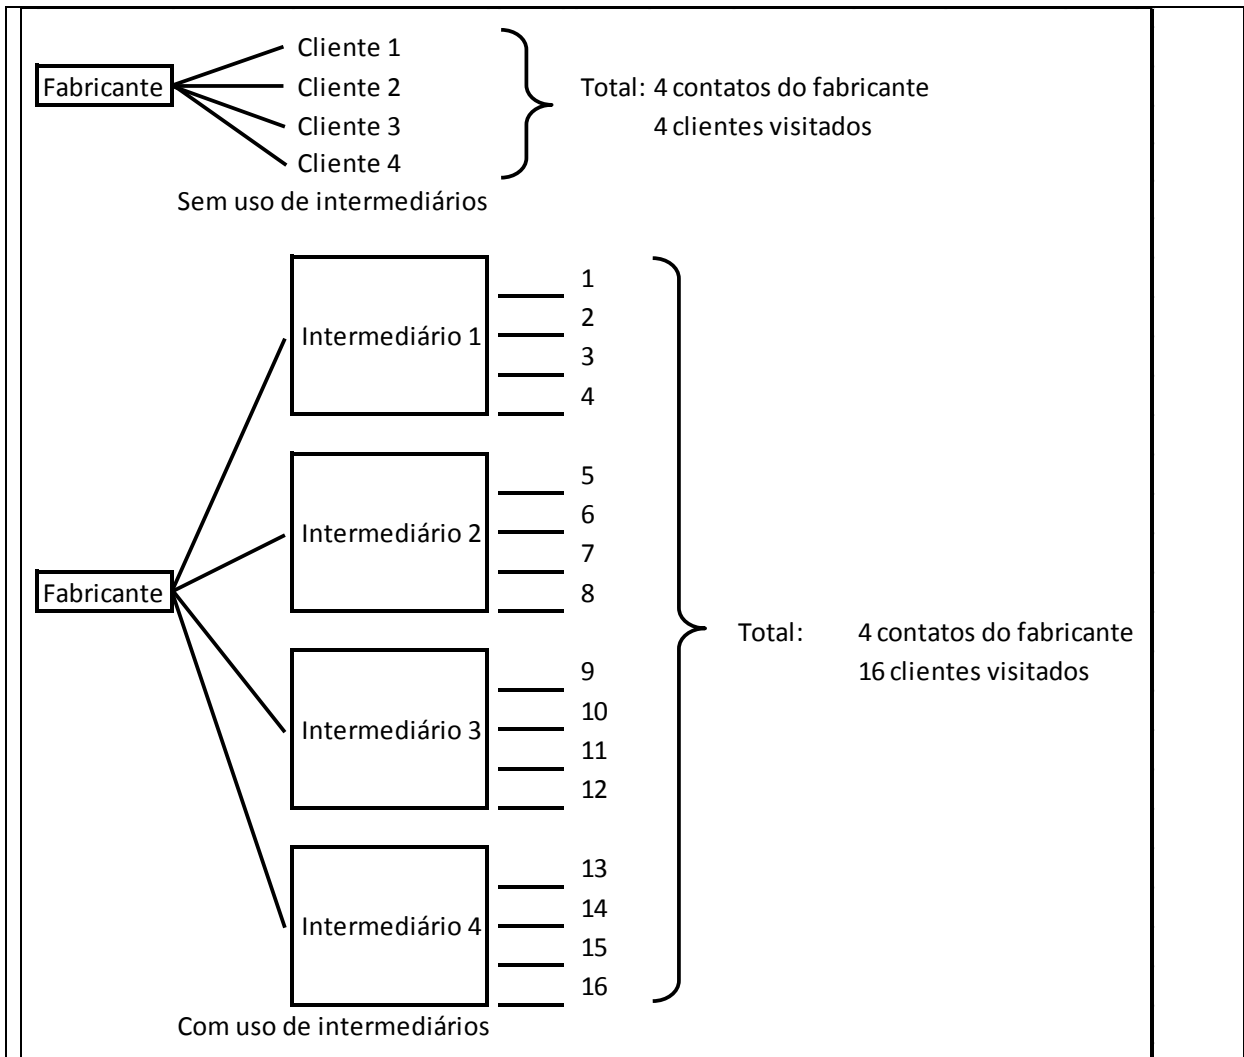 Cliente 1
Fabricante
Cliente 2
Cliente 3
Cliente 4
Total: 4 contatos do fabricante
4 clientes visitados
Sem uso de intermediários
Fabricante
Intermediário 1
1
2
3
4
Intermediário 2
5
6
7
8
Intermediário 3
9
10
11
12
Intermediário 4
13
14
15
16
Total: 4 contatos do fabricante
16 clientes visitados
Com uso de intermediários